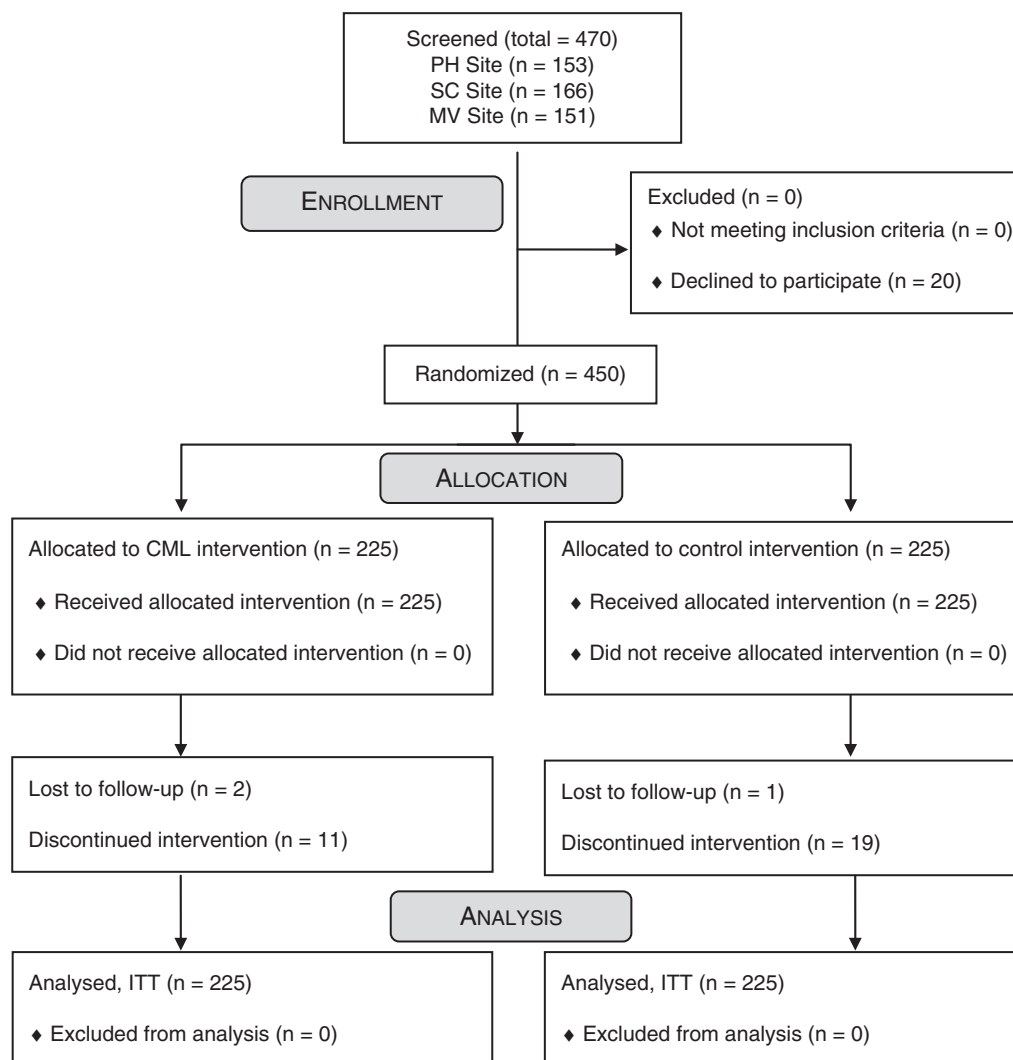 Screened (total = 470)
PH Site (n = 153)
SC Site (n = 166)
MV Site (n = 151)
ENROLLMENT
Excluded (n = 0)
♦ Not meeting inclusion criteria (n = 0)
♦ Declined to participate (n = 20)
Randomized (n = 450)
ALLOCATION
Allocated to CML intervention (n = 225)
♦ Received allocated intervention (n = 225)
♦ Did not receive allocated intervention (n = 0)
Allocated to control intervention (n = 225)
♦ Received allocated intervention (n = 225)
♦ Did not receive allocated intervention (n = 0)
Lost to follow-up (n = 2)
Discontinued intervention (n = 11)
Lost to follow-up (n = 1)
Discontinued intervention (n = 19)
ANALYSIS
Analysed, ITT (n = 225)
♦ Excluded from analysis (n = 0)
Analysed, ITT (n = 225)
♦ Excluded from analysis (n = 0)